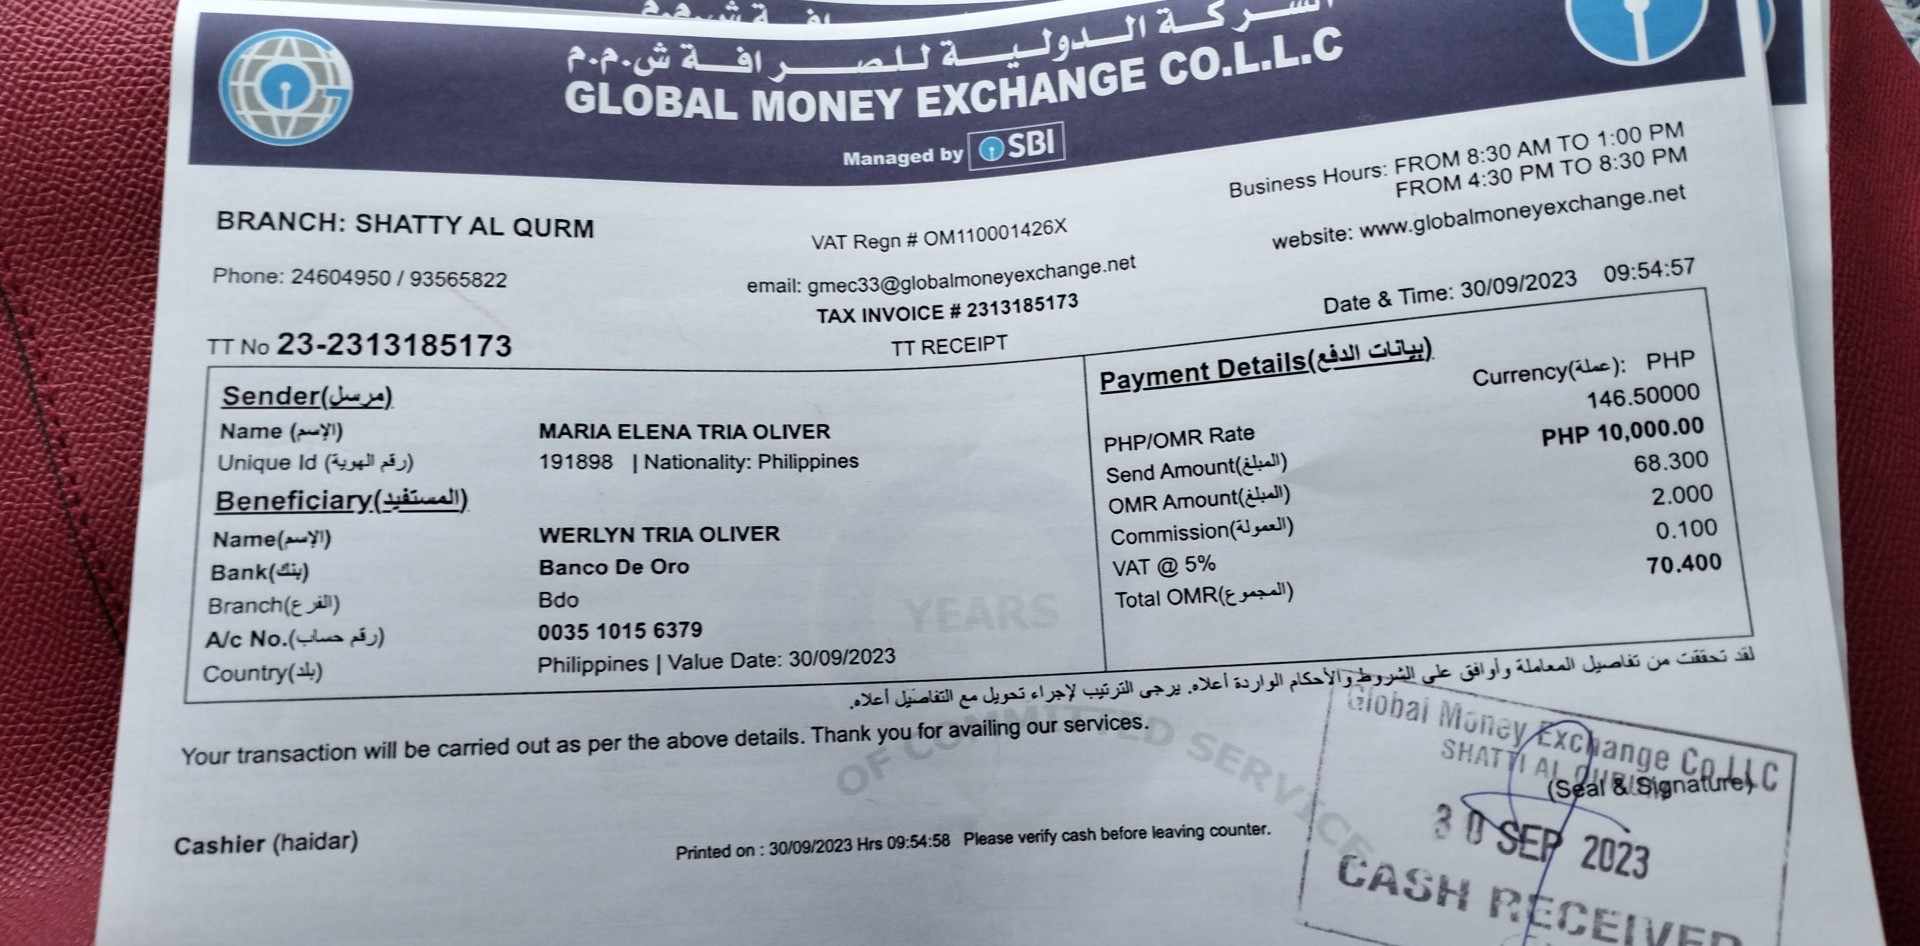 الشركة الدولية للصرافة ش.م.م
GLOBAL MONEY EXCHANGE CO.L.L.C
Managed by SBI
Business Hours: FROM 8:30 AM TO 1:00 PM
FROM 4:30 PM TO 8:30 PM
BRANCH: SHATTY AL QURM
VAT Regn # OM110001426X
website: www.globalmoneyexchange.net
Phone: 24604950 / 93565822
email: gmec33@globalmoneyexchange.net
TAX INVOICE # 2313185173
Date & Time: 30/09/2023 09:54:57
TT No 23-2313185173
TT RECEIPT
Sender(مرسل)
Name (الإسم) MARIA ELENA TRIA OLIVER
Unique Id (رقم الهوية) 191898 | Nationality: Philippines
Beneficiary(المستفيد)
Name(الإسم) WERLYN TRIA OLIVER
Bank(بنك) Banco De Oro
Branch(الفرع) Bdo
A/c No.(رقم حساب) 0035 1015 6379
Country(بلد) Philippines | Value Date: 30/09/2023
Payment Details(بيانات الدفع)
Currency(عملة): PHP
PHP/OMR Rate 146.50000
Send Amount(المبلغ) PHP 10,000.00
OMR Amount(المبلغ) 68.300
Commission(العمولة) 2.000
VAT @ 5% 0.100
Total OMR(المجموع) 70.400
لقد تحققت من تفاصيل المعاملة وأوافق على الشروط والأحكام الواردة أعلاه. يرجى الترتيب لإجراء تحويل مع التفاصيل أعلاه.
Your transaction will be carried out as per the above details. Thank you for availing our services.
YEARS
OF COMMITTED SERVICE
Global Money Exchange Co LLC
SHATTI AL QURUM
(Seal & Signature)
30 SEP 2023
CASH RECEIVED
Cashier (haidar)
Printed on : 30/09/2023 Hrs 09:54:58 Please verify cash before leaving counter.